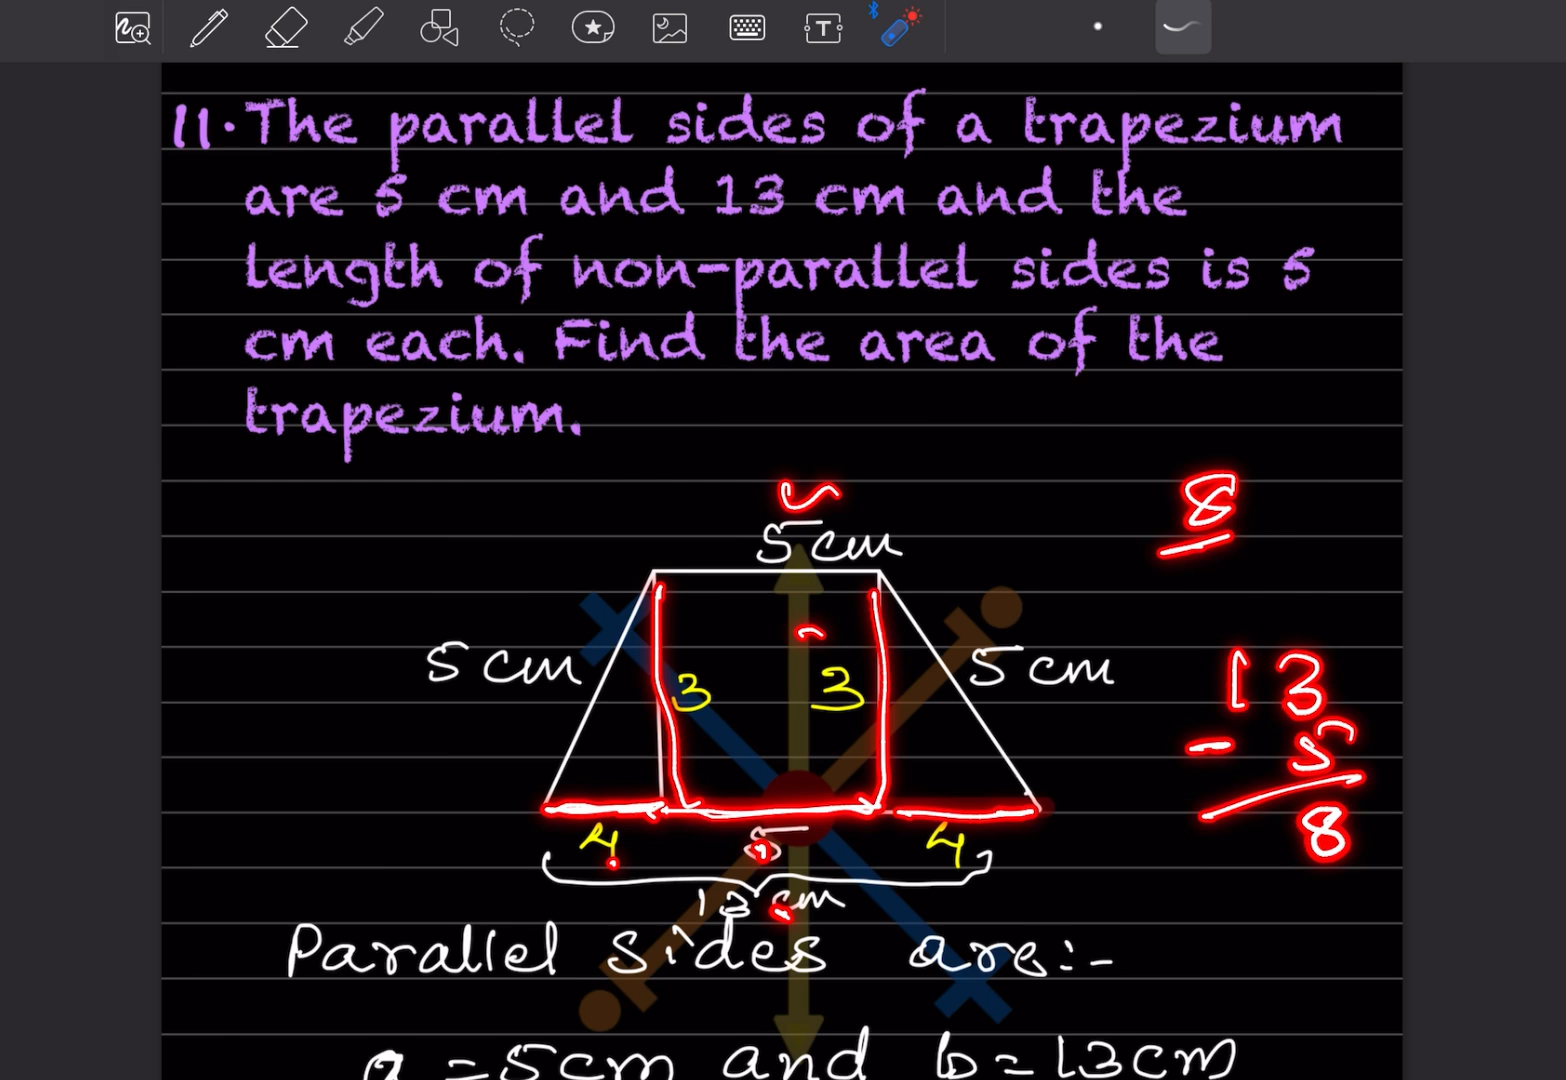 11. The parallel sides of a trapezium
are 5 cm and 13 cm and the
length of non-parallel sides is 5
cm each. Find the area of the
trapezium.
8
5 cm
5 cm 3 3 5 cm
13
- 5
8
4 5 4
13 cm
Parallel sides are:-
a = 5cm and b = 13cm